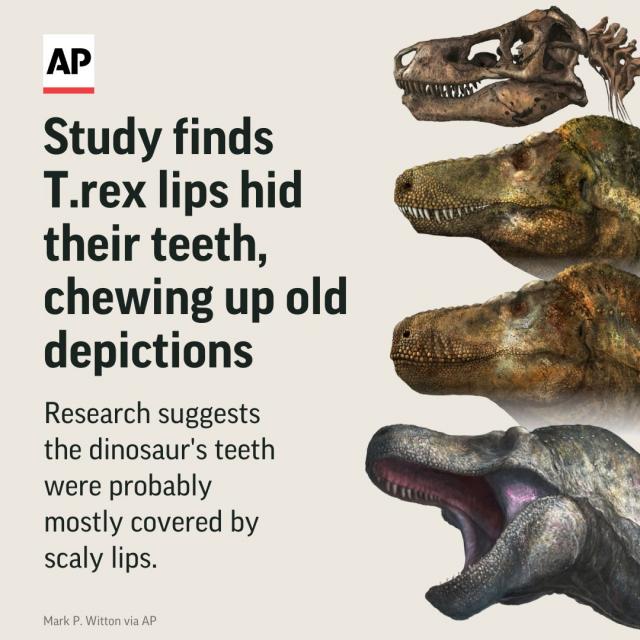 AP
Study finds
T.rex lips hid
their teeth,
chewing up old
depictions
Research suggests
the dinosaur's teeth
were probably
mostly covered by
scaly lips.
Mark P. Witton via AP